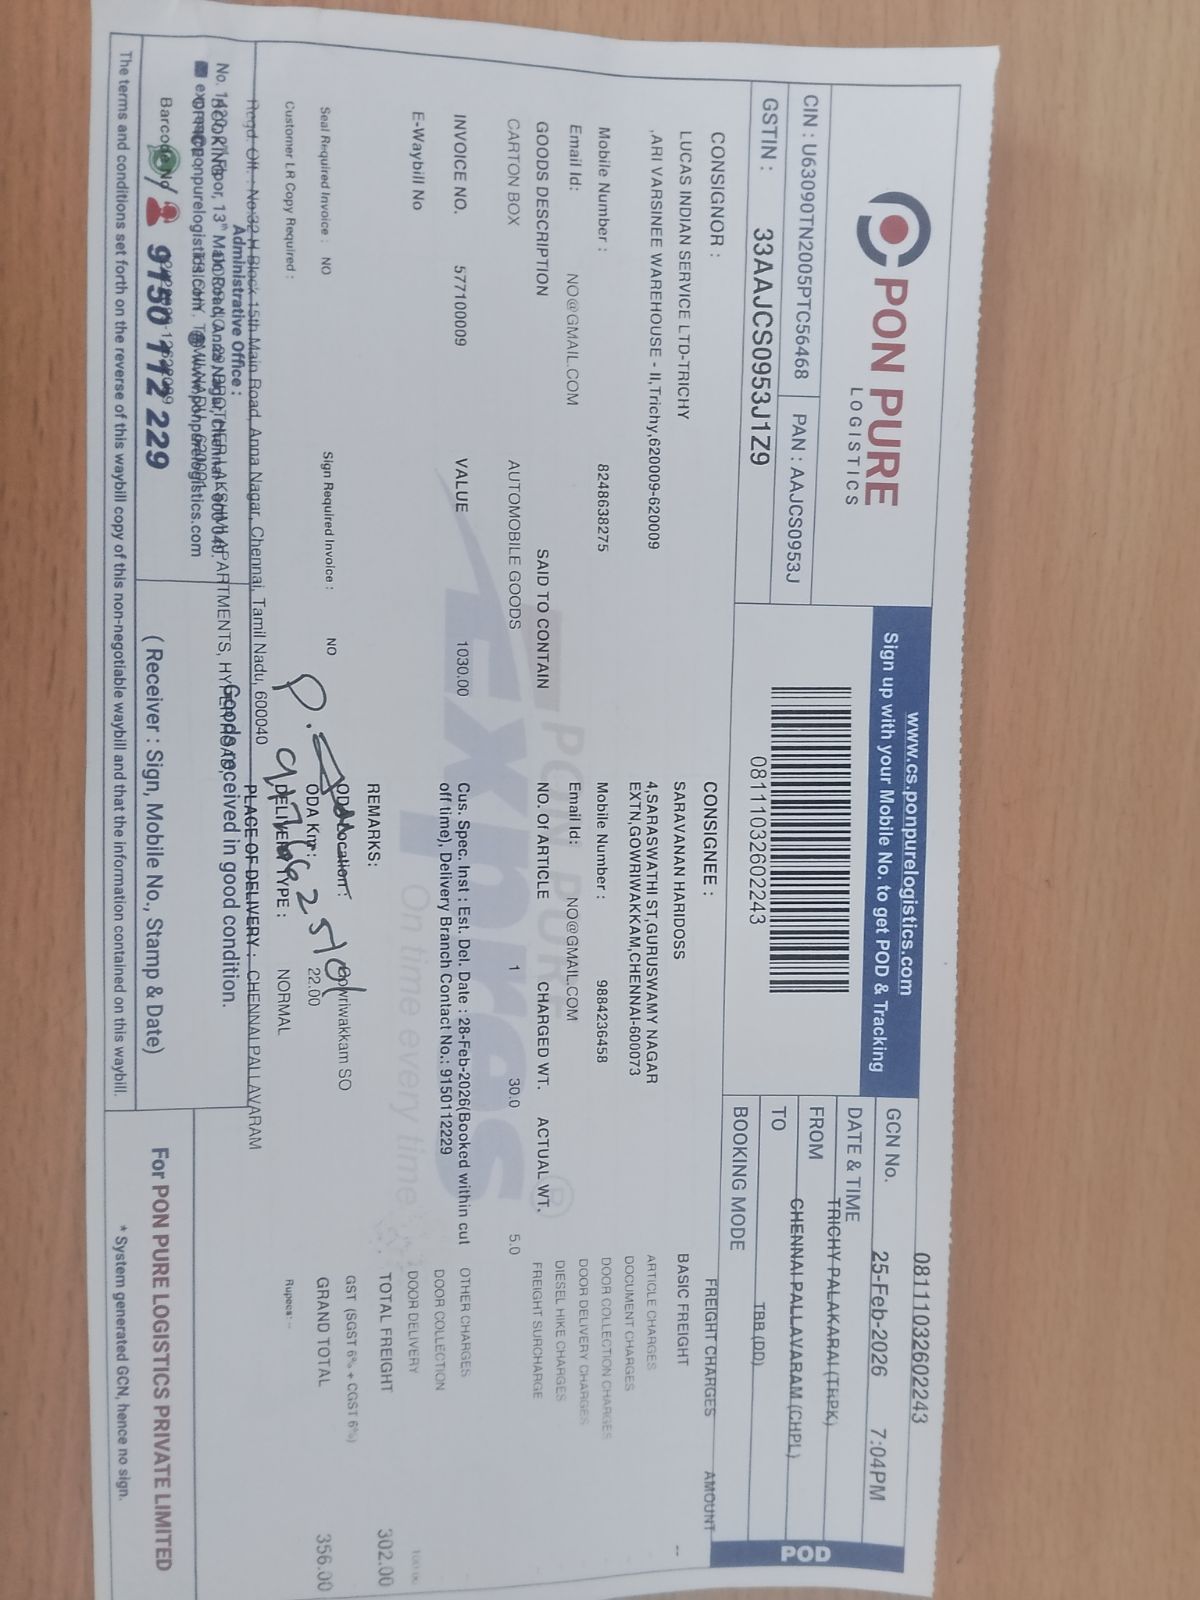 PON PURE
LOGISTICS
CIN : U63090TN2005PTC56468
PAN : AAJCS0953J
GSTIN : 33AAJCS0953J1Z9
www.cs.ponpurelogistics.com
Sign up with your Mobile No. to get POD & Tracking
08111032602243
GCN No. 08111032602243
DATE & TIME 25-Feb-2026 7:04PM
FROM TRICHY PALAKARAI (TRPK)
TO CHENNAI PALLAVARAM (CHPL)
BOOKING MODE TBB (DD)
POD
CONSIGNOR :
LUCAS INDIAN SERVICE LTD-TRICHY
,ARI VARSINEE WAREHOUSE - II,Trichy,620009-620009
Mobile Number : 8248638275
Email Id: NO@GMAIL.COM
CONSIGNEE :
SARAVANAN HARIDOSS
4,SARASWATHI ST,GURUSWAMY NAGAR
EXTN,GOWRIWAKKAM,CHENNAI-600073
Mobile Number : 9884236458
Email Id: NO@GMAIL.COM
GOODS DESCRIPTION SAID TO CONTAIN NO. Of ARTICLE CHARGED WT. ACTUAL WT.
CARTON BOX AUTOMOBILE GOODS 1 30.0 5.0
INVOICE NO. 577100009 VALUE 1030.00
E-Waybill No
Cus. Spec. Inst : Est. Del. Date : 28-Feb-2026(Booked within cut
off time), Delivery Branch Contact No.: 9150112229
PON PURE
Expres
On time every time
REMARKS:
Seal Required Invoice : NO
Sign Required Invoice : NO
Customer LR Copy Required :
ODA Location: Gowriwakkam SO
ODA Km: 22.00
DELIVERY TYPE : NORMAL
PLACE OF DELIVERY : CHENNAI PALLAVARAM
FREIGHT CHARGES AMOUNT
BASIC FREIGHT --
ARTICLE CHARGES
DOCUMENT CHARGES
DOOR COLLECTION CHARGES
DOOR DELIVERY CHARGES
DIESEL HIKE CHARGES
FREIGHT SURCHARGE
OTHER CHARGES
DOOR COLLECTION
DOOR DELIVERY
TOTAL FREIGHT 302.00
GST (SGST 6% + CGST 6%)
GRAND TOTAL 356.00
Rupees:--
Regd. Off. : No:32 H Block 15th Main Road, Anna Nagar, Chennai, Tamil Nadu, 600040
Administrative Office :
BOOKING
Barcode No
9150 112 229
Goods received in good condition.
( Receiver : Sign, Mobile No., Stamp & Date)
For PON PURE LOGISTICS PRIVATE LIMITED
* System generated GCN, hence no sign.
The terms and conditions set forth on the reverse of this waybill copy of this non-negotiable waybill and that the information contained on this waybill.